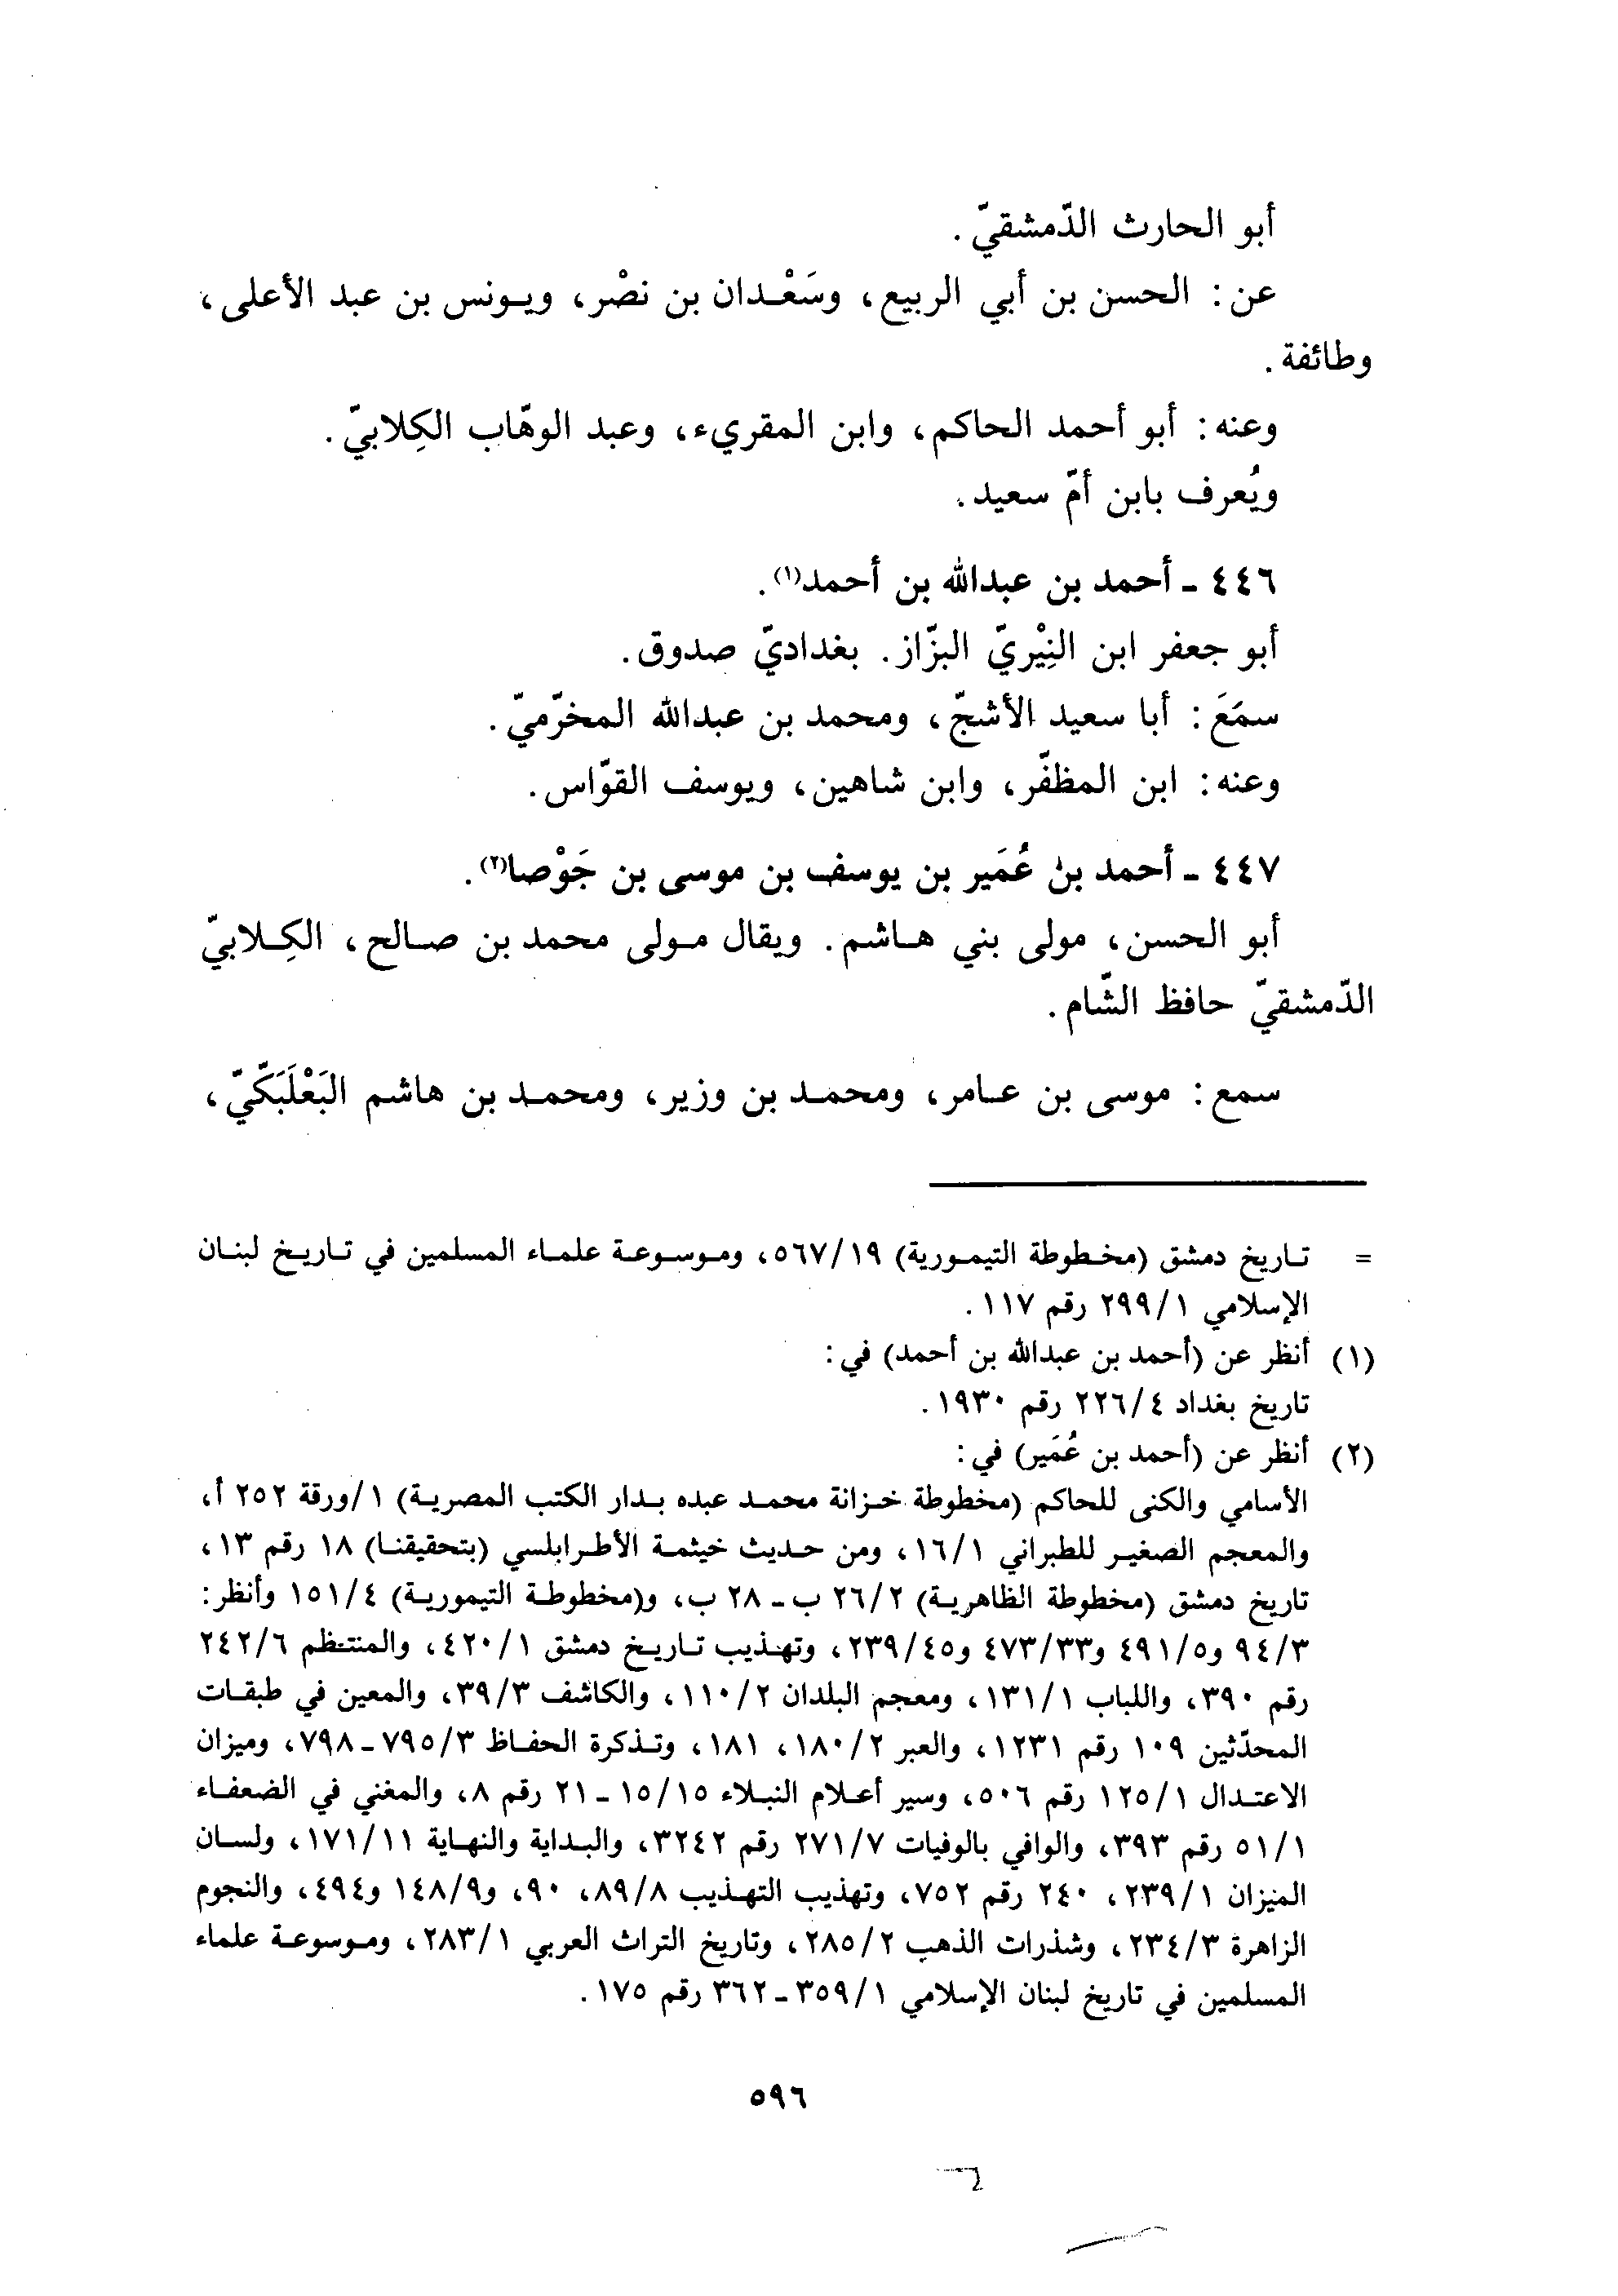 أبو الحارث الدّمشقيّ.
عن: الحسن بن أبي الربيع، وسَعْدان بن نصْر، ويونس بن عبد الأعلى،
وطائفة.
وعنه: أبو أحمد الحاكم، وابن المقريء، وعبد الوهّاب الكِلابيّ.
ويُعرف بابن أمّ سعيد.
٤٤٦ ـ أحمد بن عبدالله بن أحمد(١).
أبو جعفر ابن النِيْريّ البزّاز. بغداديّ صدوق.
سمَعَ: أبا سعيد الأشجّ، ومحمد بن عبدالله المخرّميّ.
وعنه: ابن المظفّر، وابن شاهين، ويوسف القوّاس.
٤٤٧ ـ أحمد بن عُمَير بن يوسف بن موسى بن جَوْصا(٢).
أبو الحسن، مولى بني هاشم. ويقال مولى محمد بن صالح، الكِلابيّ
الدّمشقيّ حافظ الشّام.
سمع: موسى بن عامر، ومحمد بن وزير، ومحمد بن هاشم البَعْلَبَكّيّ،
= تاريخ دمشق (مخطوطة التيمورية) ١٩/ ٥٦٧، وموسوعة علماء المسلمين في تاريخ لبنان
الإسلامي ١/ ٢٩٩ رقم ١١٧.
(١) أنظر عن (أحمد بن عبدالله بن أحمد) في:
تاريخ بغداد ٤/ ٢٢٦ رقم ١٩٣٠.
(٢) أنظر عن (أحمد بن عُمَير) في:
الأسامي والكنى للحاكم (مخطوطة خزانة محمد عبده بدار الكتب المصرية) ١/ورقة ٢٥٢ أ،
والمعجم الصغير للطبراني ١/ ١٦، ومن حديث خيثمة الأطرابلسي (بتحقيقنا) ١٨ رقم ١٣،
تاريخ دمشق (مخطوطة الظاهرية) ٢/ ٢٦ ب ـ ٢٨ ب، و(مخطوطة التيمورية) ٤/ ١٥١ وأنظر:
٣/ ٩٤ و٥/ ٤٩١ و٣٣/ ٤٧٣ و٤٥/ ٢٣٩، وتهذيب تاريخ دمشق ١/ ٤٢٠، والمنتظم ٦/ ٢٤٢
رقم ٣٩٠، واللباب ١/ ١٣١، ومعجم البلدان ٢/ ١١٠، والكاشف ٣/ ٣٩، والمعين في طبقات
المحدّثين ١٠٩ رقم ١٢٣١، والعبر ٢/ ١٨٠، ١٨١، وتذكرة الحفاظ ٣/ ٧٩٥ ـ ٧٩٨، وميزان
الاعتدال ١/ ١٢٥ رقم ٥٠٦، وسير أعلام النبلاء ١٥/ ١٥ ـ ٢١ رقم ٨، والمغني في الضعفاء
١/ ٥١ رقم ٣٩٣، والوافي بالوفيات ٧/ ٢٧١ رقم ٣٢٤٢، والبداية والنهاية ١١/ ١٧١، ولسان
الميزان ١/ ٢٣٩، ٢٤٠ رقم ٧٥٢، وتهذيب التهذيب ٨/ ٨٩، ٩٠، و٩/ ١٤٨ و٤٩٤، والنجوم
الزاهرة ٣/ ٢٣٤، وشذرات الذهب ٢/ ٢٨٥، وتاريخ التراث العربي ١/ ٢٨٣، وموسوعة علماء
المسلمين في تاريخ لبنان الإسلامي ١/ ٣٥٩ ـ ٣٦٢ رقم ١٧٥.
٥٩٦